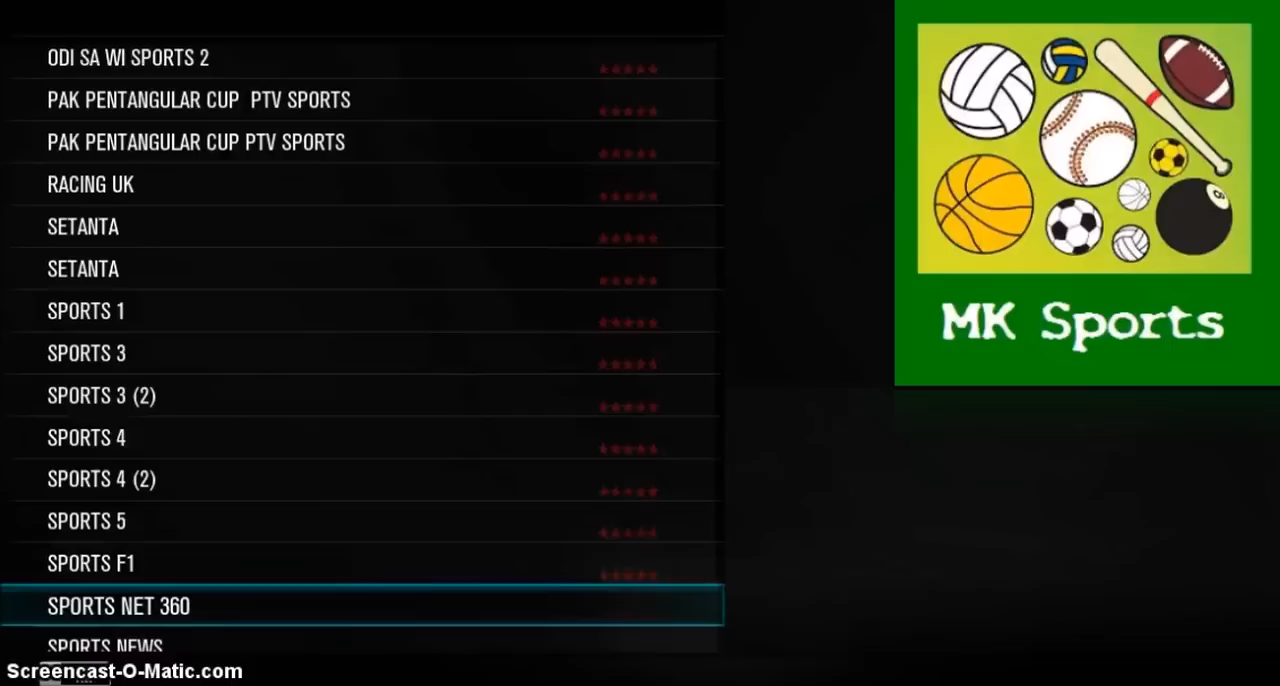 ODI SA WI SPORTS 2
PAK PENTANGULAR CUP  PTV SPORTS
PAK PENTANGULAR CUP PTV SPORTS
RACING UK
SETANTA
SETANTA
SPORTS 1
SPORTS 3
SPORTS 3 (2)
SPORTS 4
SPORTS 4 (2)
SPORTS 5
SPORTS F1
SPORTS NET 360
SPORTS NEWS
8
MK Sports
Screencast-O-Matic.com